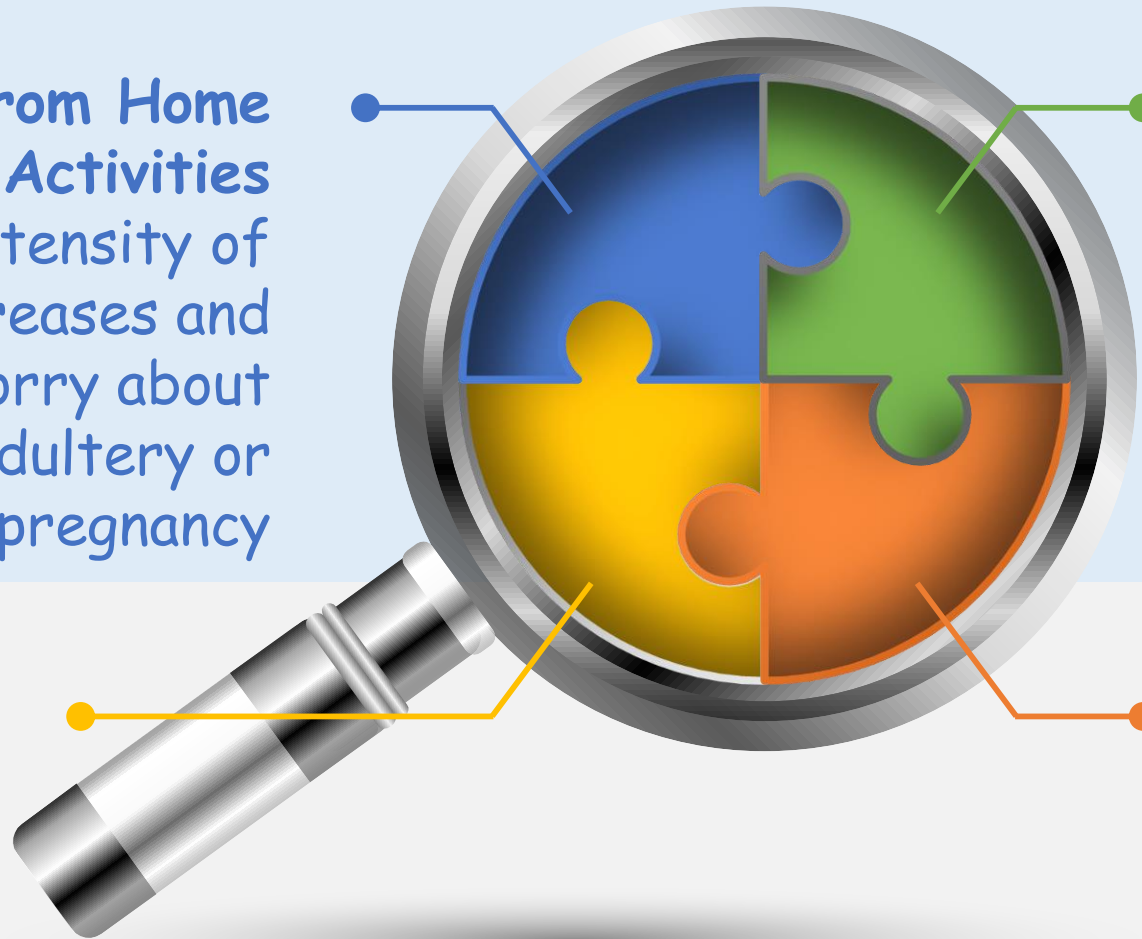 rom Home
Activities
tensity of
reases and
orry about
dultery or
pregnancy